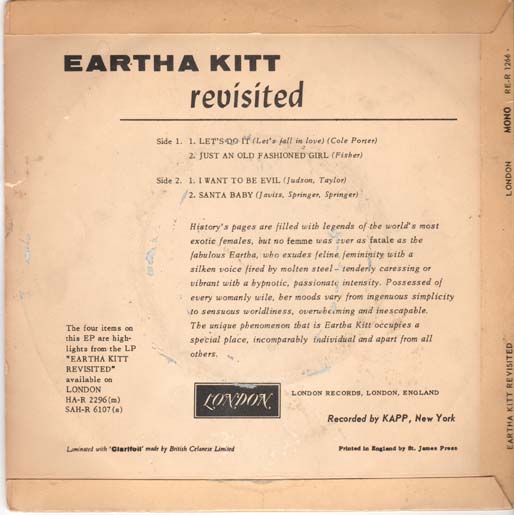 EARTHA KITT
revisited
Side 1. 1. LET'S DO IT (Let's fall in love) (Cole Porter)
2. JUST AN OLD FASHIONED GIRL (Fisher)
Side 2. 1. I WANT TO BE EVIL (Judson, Taylor)
2. SANTA BABY (Javits, Springer, Springer)
History's pages are filled with legends of the world's most
exotic females, but no femme was ever as fatale as the
fabulous Eartha, who exudes feline femininity with a
silken voice fired by molten steel - tenderly caressing or
vibrant with a hypnotic, passionate intensity. Possessed of
every womanly wile, her moods vary from ingenuous simplicity
to sensuous worldliness, overwhelming and inescapable.
The unique phenomenon that is Eartha Kitt occupies a
special place, incomparably individual and apart from all
others.
The four items on
this EP are high-
lights from the LP
"EARTHA KITT
REVISITED"
available on
LONDON
HA-R 2296(m)
SAH-R 6107(s)
LONDON
LONDON RECORDS, LONDON, ENGLAND
Recorded by KAPP, New York
Laminated with 'Clarifoil' made by British Celanese Limited
Printed in England by St. James Press
EARTHA KITT REVISITED
LONDON
MONO
RE-R 1266